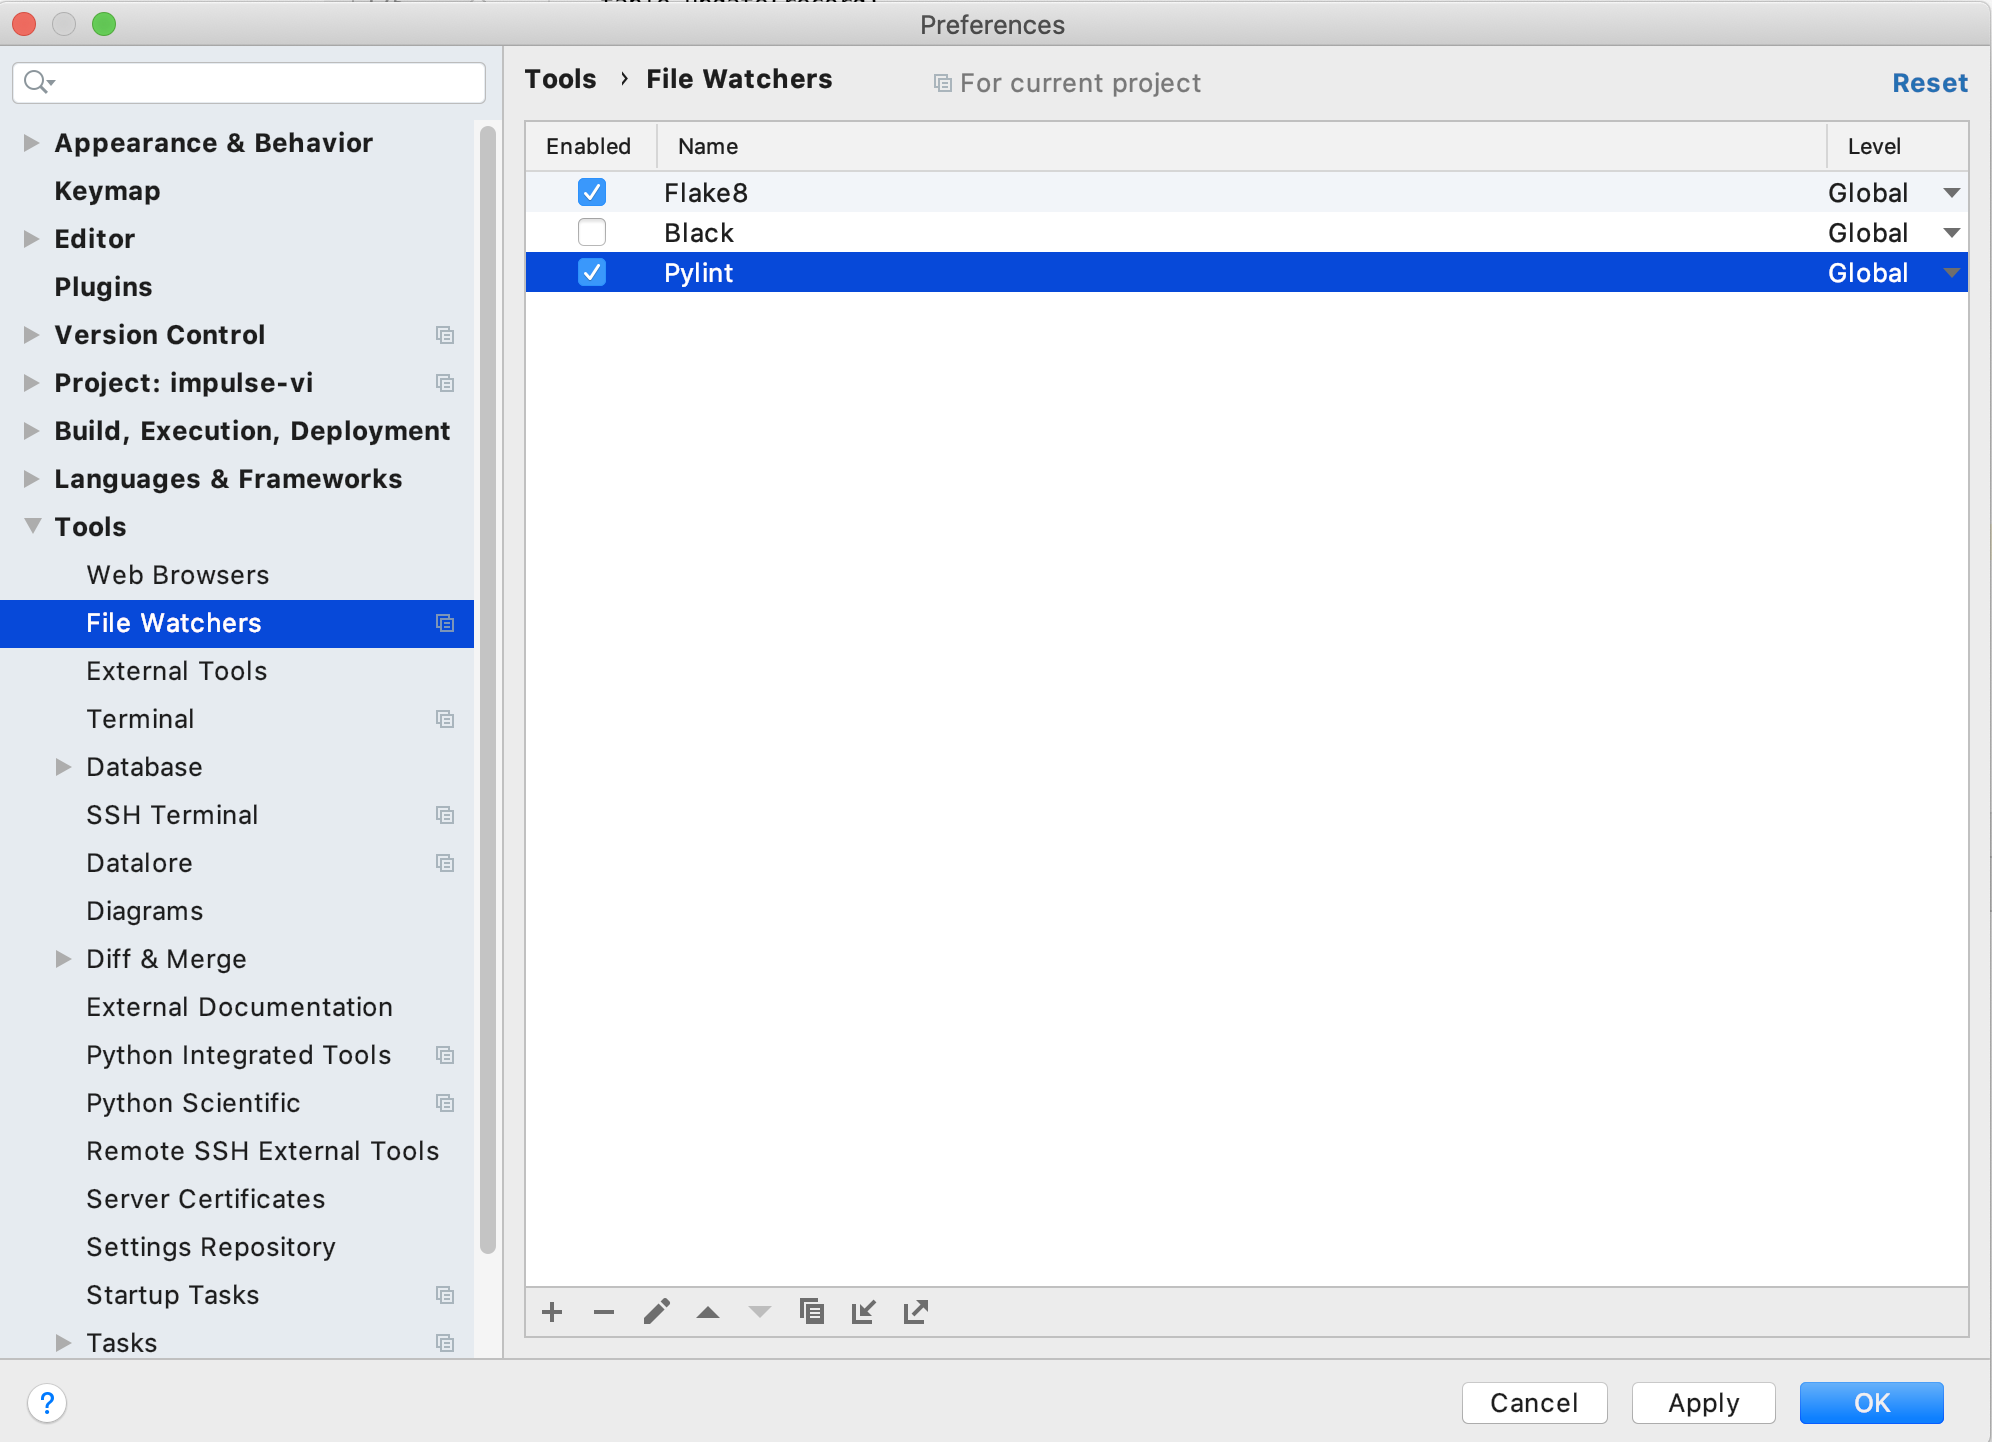 Preferences
Tools › File Watchers
For current project
Reset
Appearance & Behavior
Keymap
Editor
Plugins
Version Control
Project: impulse-vi
Build, Execution, Deployment
Languages & Frameworks
Tools
Web Browsers
File Watchers
External Tools
Terminal
Database
SSH Terminal
Datalore
Diagrams
Diff & Merge
External Documentation
Python Integrated Tools
Python Scientific
Remote SSH External Tools
Server Certificates
Settings Repository
Startup Tasks
Tasks
Enabled Name Level
Flake8 Global
Black Global
Pylint Global
?
Cancel Apply OK